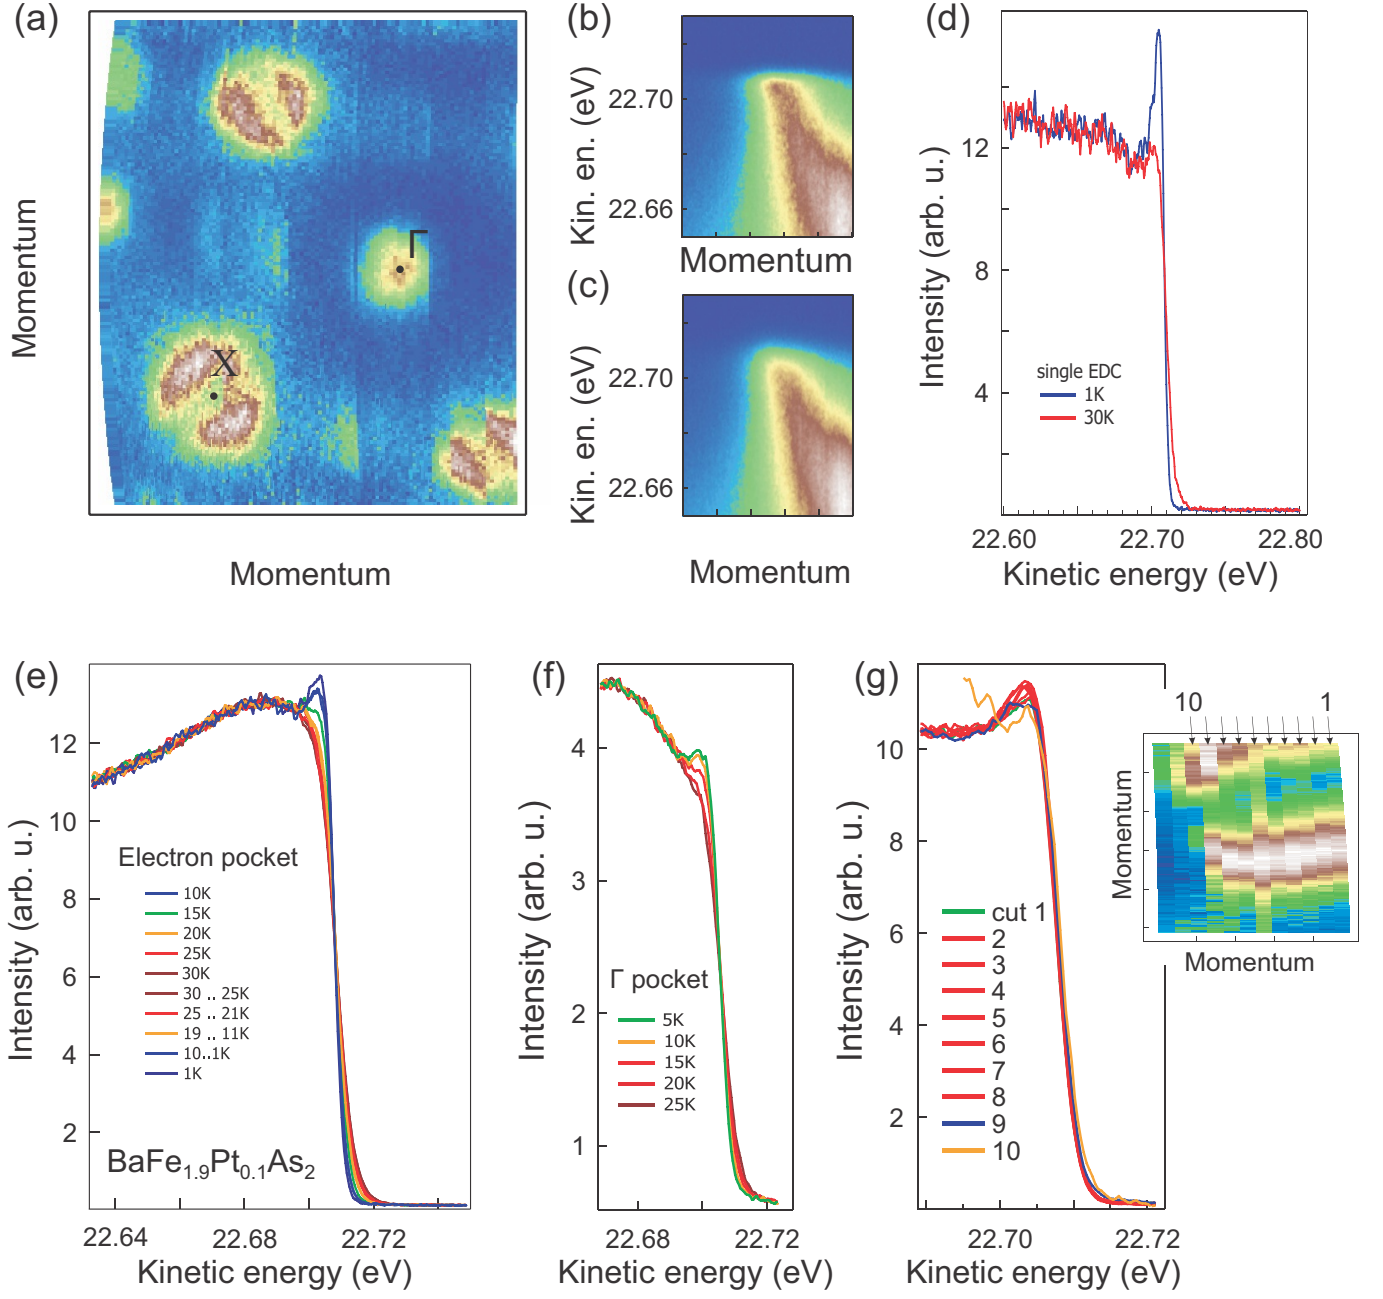 (a)
Momentum
Γ
X
Momentum
(b)
Kin. en. (eV)
22.70
22.66
Momentum
(c)
Kin. en. (eV)
22.70
22.66
Momentum
(d)
Intensity (arb. u.)
12
8
4
single EDC
1K
30K
22.60 22.70 22.80
Kinetic energy (eV)
(e)
Intensity (arb. u.)
12
10
8
6
4
2
Electron pocket
10K
15K
20K
25K
30K
30 .. 25K
25 .. 21K
19 .. 11K
10..1K
1K
BaFe1.9Pt0.1As2
22.64 22.68 22.72
Kinetic energy (eV)
(f)
Intensity (arb. u.)
4
3
2
1
Γ pocket
5K
10K
15K
20K
25K
22.68 22.72
Kinetic energy (eV)
(g)
Intensity (arb. u.)
10
8
6
4
2
cut 1
2
3
4
5
6
7
8
9
10
22.70 22.72
Kinetic energy (eV)
10 1
Momentum
Momentum